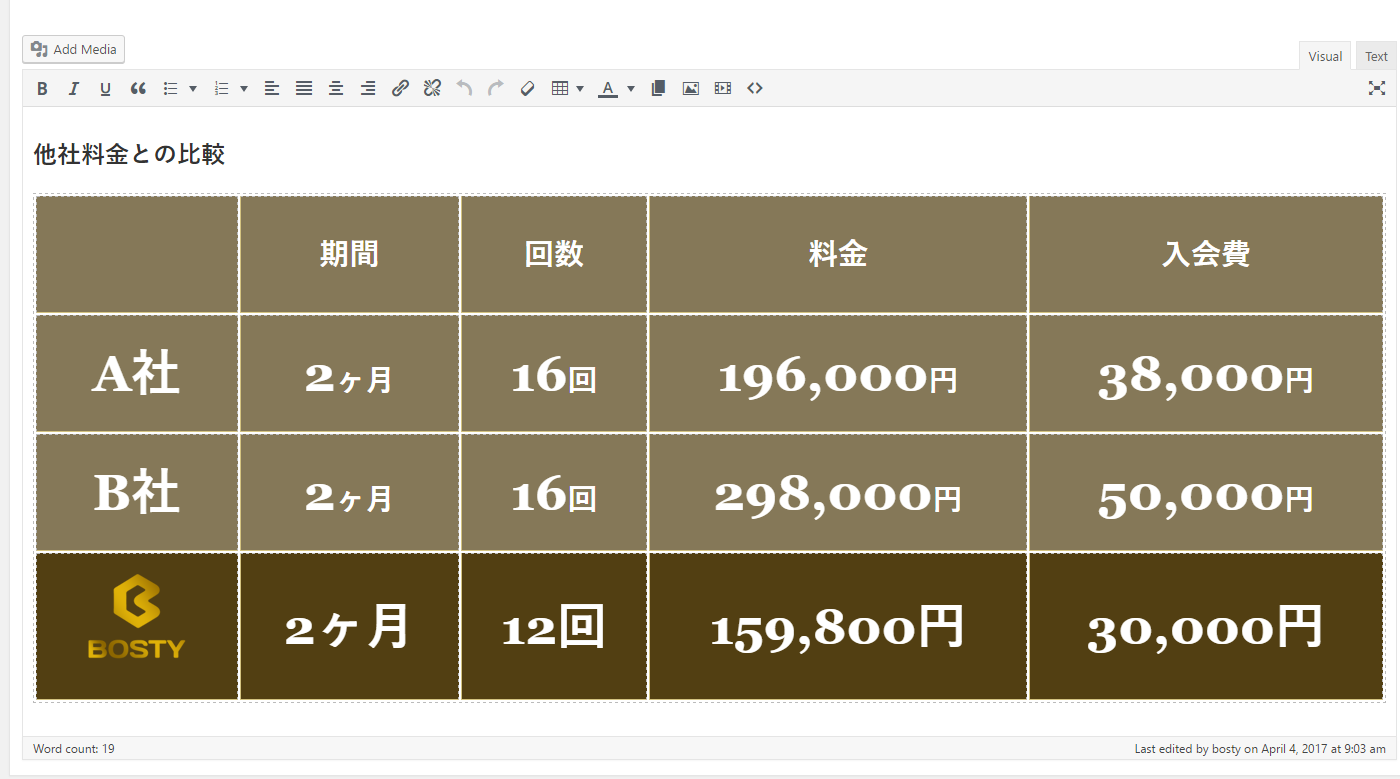 Add Media
Visual Text
B I U
A
他社料金との比較
期間 回数 料金 入会費
A社 2ヶ月 16回 196,000円 38,000円
B社 2ヶ月 16回 298,000円 50,000円
BOSTY 2ヶ月 12回 159,800円 30,000円
Word count: 19 Last edited by bosty on April 4, 2017 at 9:03 am